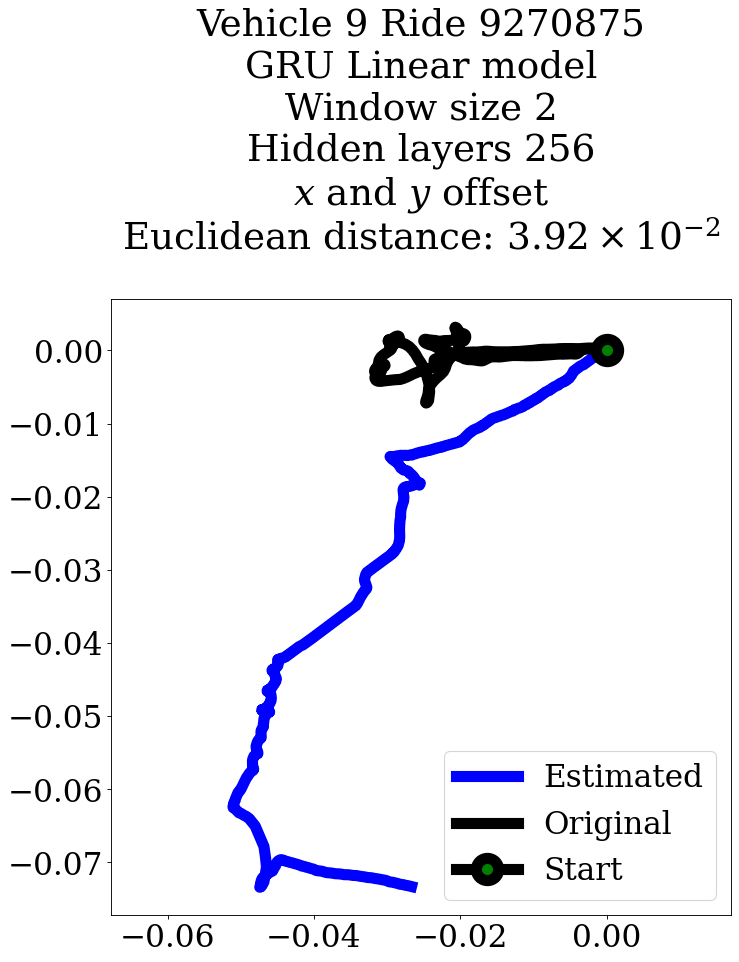 Vehicle 9 Ride 9270875
GRU Linear model
Window size 2
Hidden layers 256
x and y offset
Euclidean distance: 3.92 × 10⁻²
0.00
−0.01
−0.02
−0.03
−0.04
−0.05
−0.06
−0.07
Estimated
Original
Start
−0.06 −0.04 −0.02 0.00